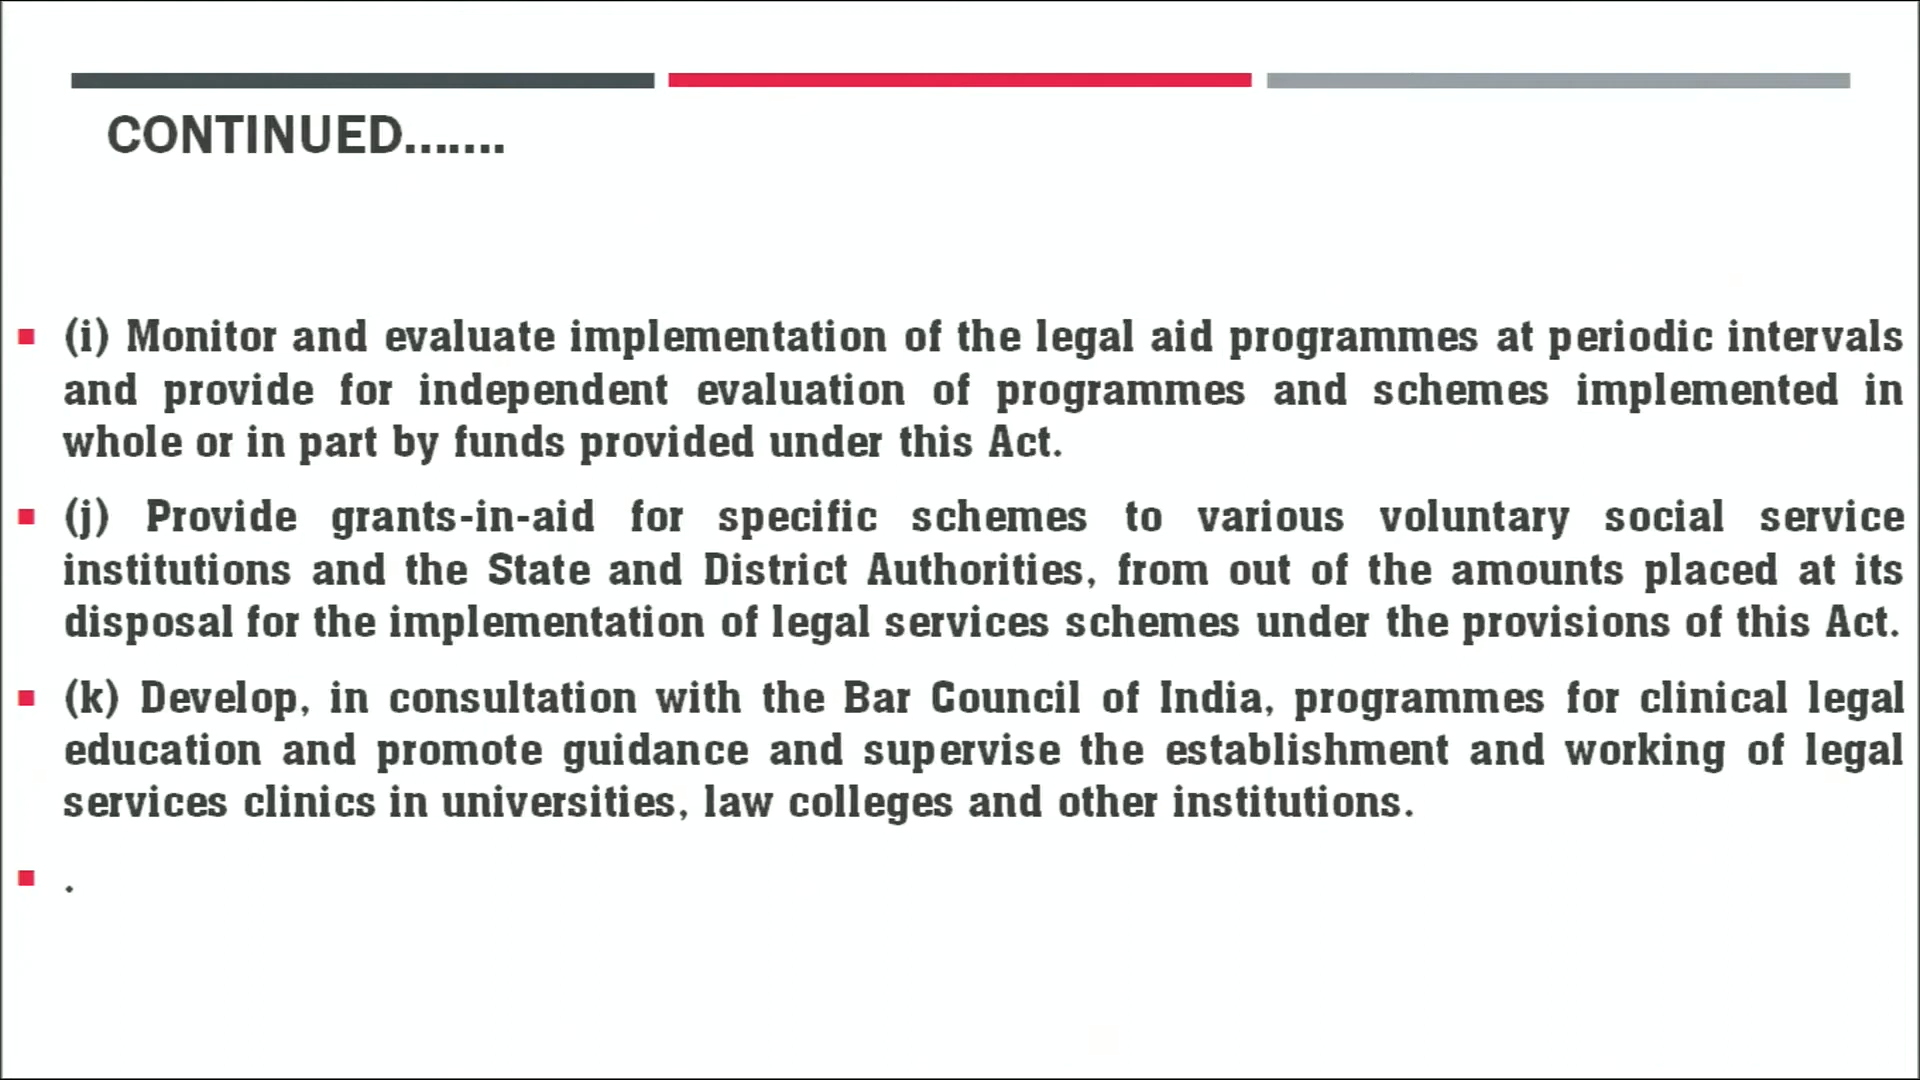 CONTINUED.......
(i) Monitor and evaluate implementation of the legal aid programmes at periodic intervals
and provide for independent evaluation of programmes and schemes implemented in
whole or in part by funds provided under this Act.
(j) Provide grants-in-aid for specific schemes to various voluntary social service
institutions and the State and District Authorities, from out of the amounts placed at its
disposal for the implementation of legal services schemes under the provisions of this Act.
(k) Develop, in consultation with the Bar Council of India, programmes for clinical legal
education and promote guidance and supervise the establishment and working of legal
services clinics in universities, law colleges and other institutions.
.